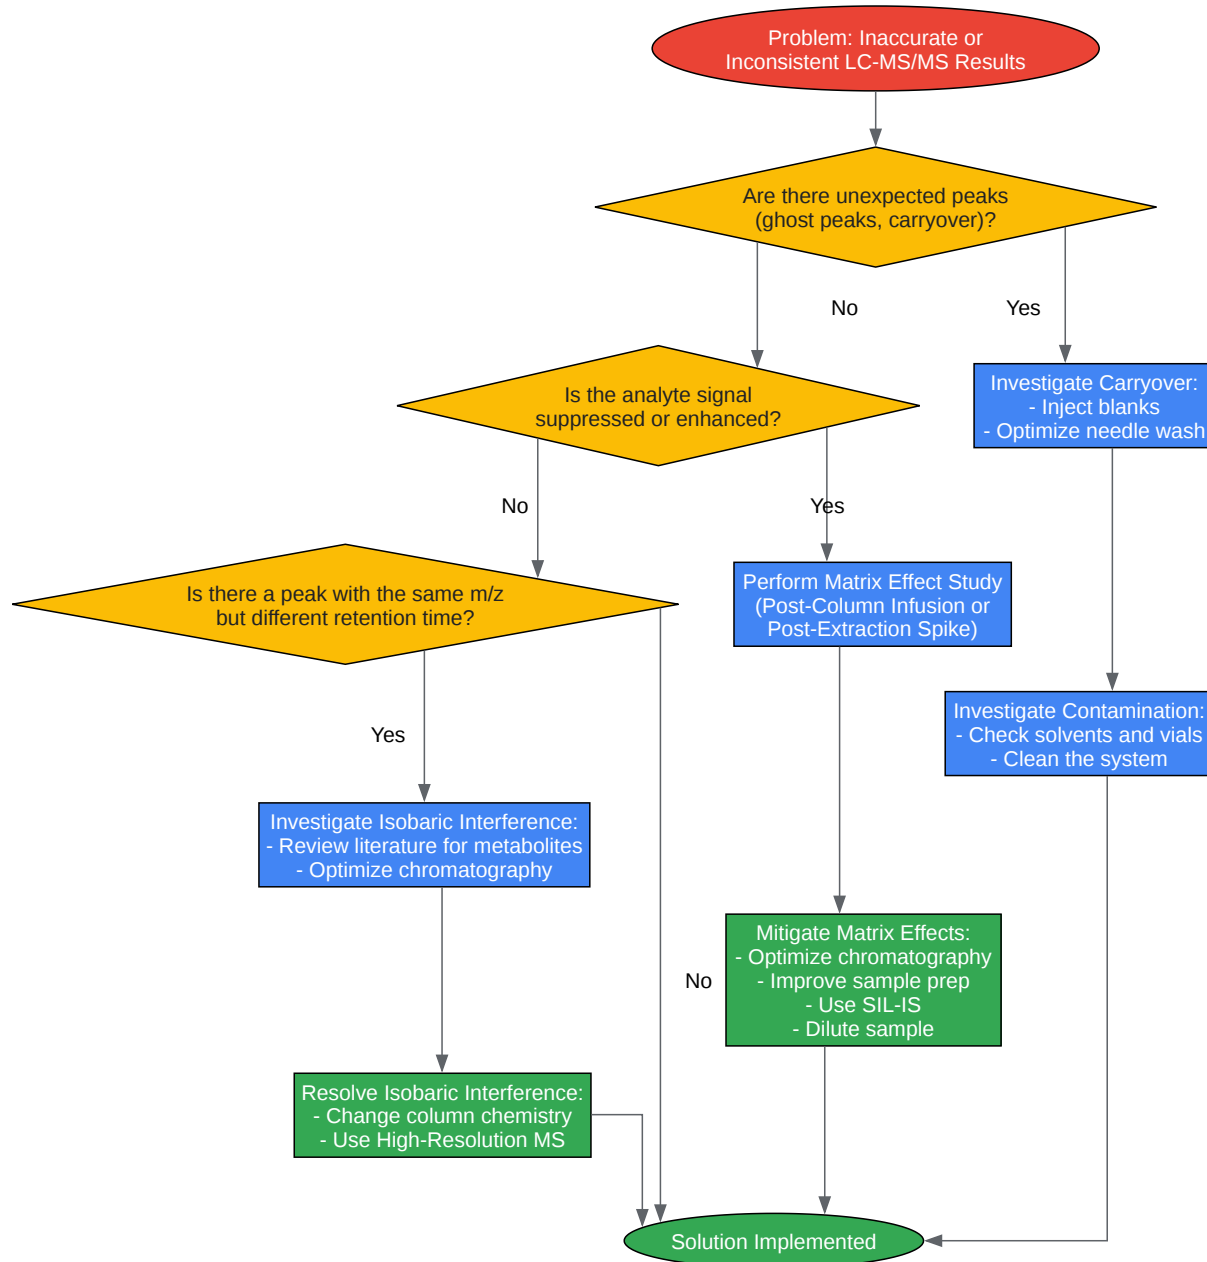 Problem: Inaccurate or
Inconsistent LC-MS/MS Results
Are there unexpected peaks
(ghost peaks, carryover)?
No
Yes
Is the analyte signal
suppressed or enhanced?
Investigate Carryover:
- Inject blanks
- Optimize needle wash
No
Yes
Is there a peak with the same m/z
but different retention time?
Perform Matrix Effect Study
(Post-Column Infusion or
Post-Extraction Spike)
Investigate Contamination:
- Check solvents and vials
- Clean the system
Yes
Investigate Isobaric Interference:
- Review literature for metabolites
- Optimize chromatography
No
Mitigate Matrix Effects:
- Optimize chromatography
- Improve sample prep
- Use SIL-IS
- Dilute sample
Resolve Isobaric Interference:
- Change column chemistry
- Use High-Resolution MS
Solution Implemented